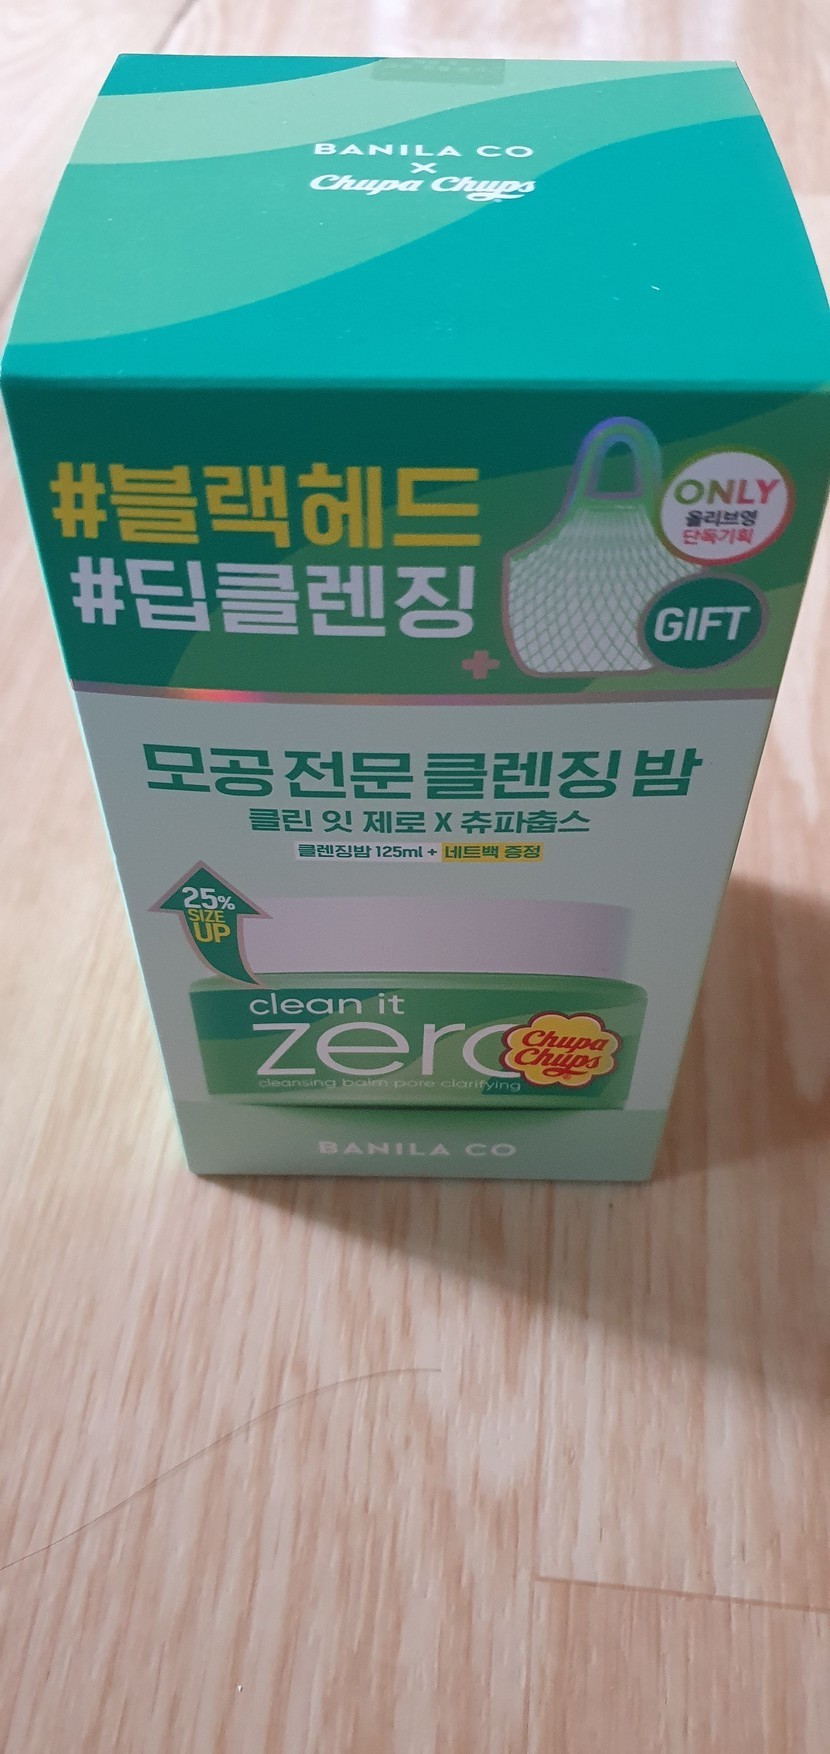 BANILA CO
X
Chupa Chups
#블랙헤드
#딥클렌징
+
ONLY
올리브영
단독기획
GIFT
모공 전문 클렌징 밤
클린 잇 제로 X 츄파춥스
클렌징밤 125ml + 네트백 증정
25%
SIZE
UP
clean it
zero
Chupa
Chups
cleansing balm pore clarifying
BANILA CO